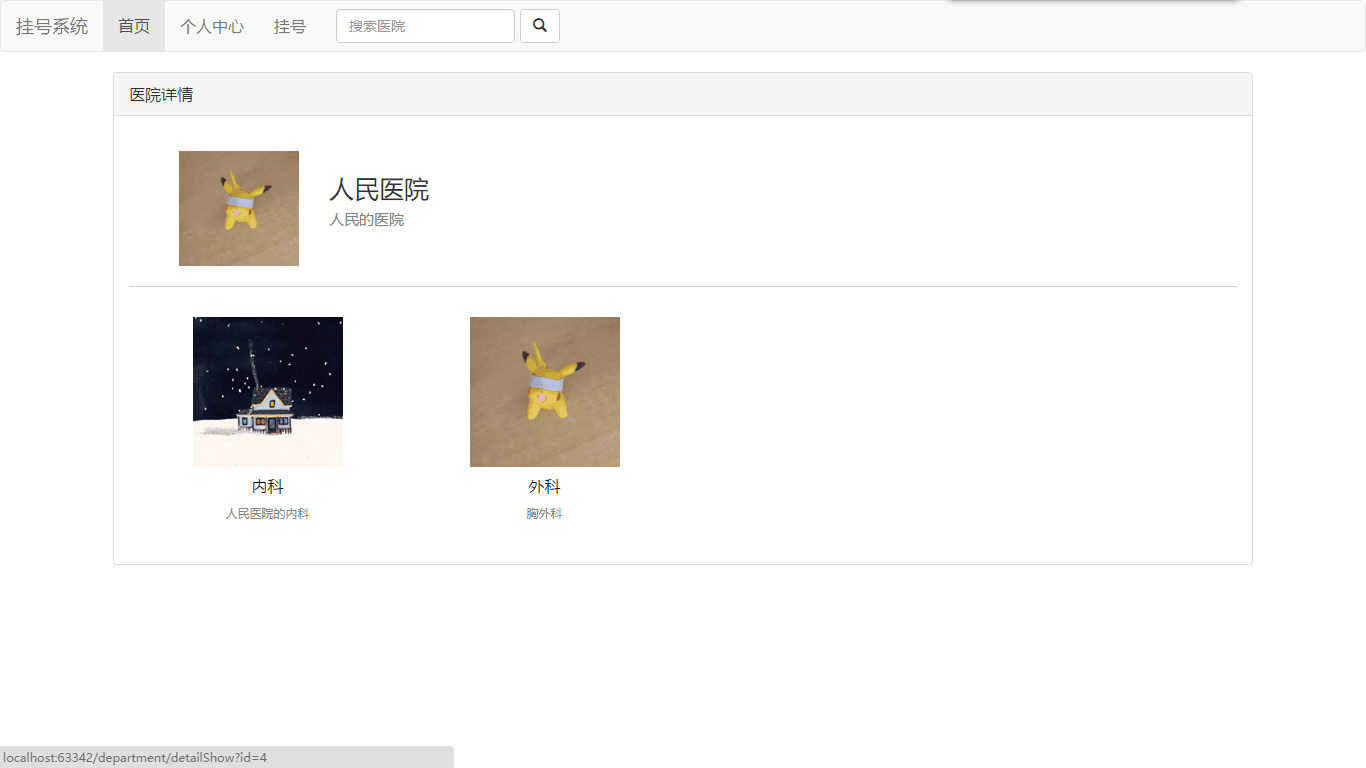 挂号系统 首页 个人中心 挂号 搜索医院
医院详情
人民医院
人民的医院
内科 外科
人民医院的内科 胸外科
localhost:63342/department/detailShow?id=4